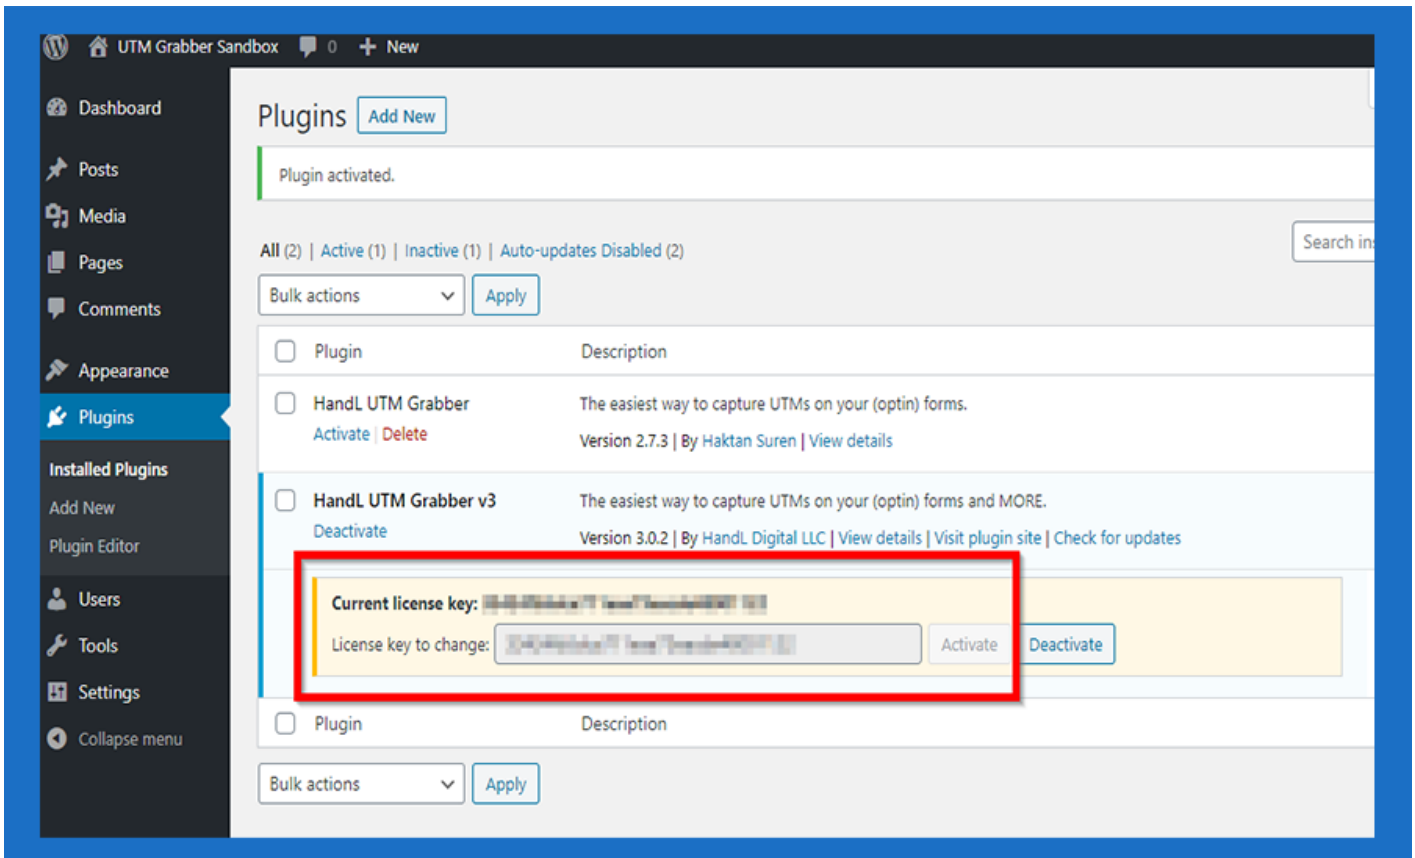 UTM Grabber Sandbox 0 + New
Dashboard
Posts
Media
Pages
Comments
Appearance
Plugins
Installed Plugins
Add New
Plugin Editor
Users
Tools
Settings
Collapse menu
Plugins Add New
Plugin activated.
All (2) | Active (1) | Inactive (1) | Auto-updates Disabled (2)
Search
Bulk actions Apply
Plugin Description
HandL UTM Grabber The easiest way to capture UTMs on your (optin) forms.
Activate | Delete Version 2.7.3 | By Haktan Suren | View details
HandL UTM Grabber v3 The easiest way to capture UTMs on your (optin) forms and MORE.
Deactivate Version 3.0.2 | By HandL Digital LLC | View details | Visit plugin site | Check for updates
Current license key:
License key to change: Activate Deactivate
Plugin Description
Bulk actions Apply